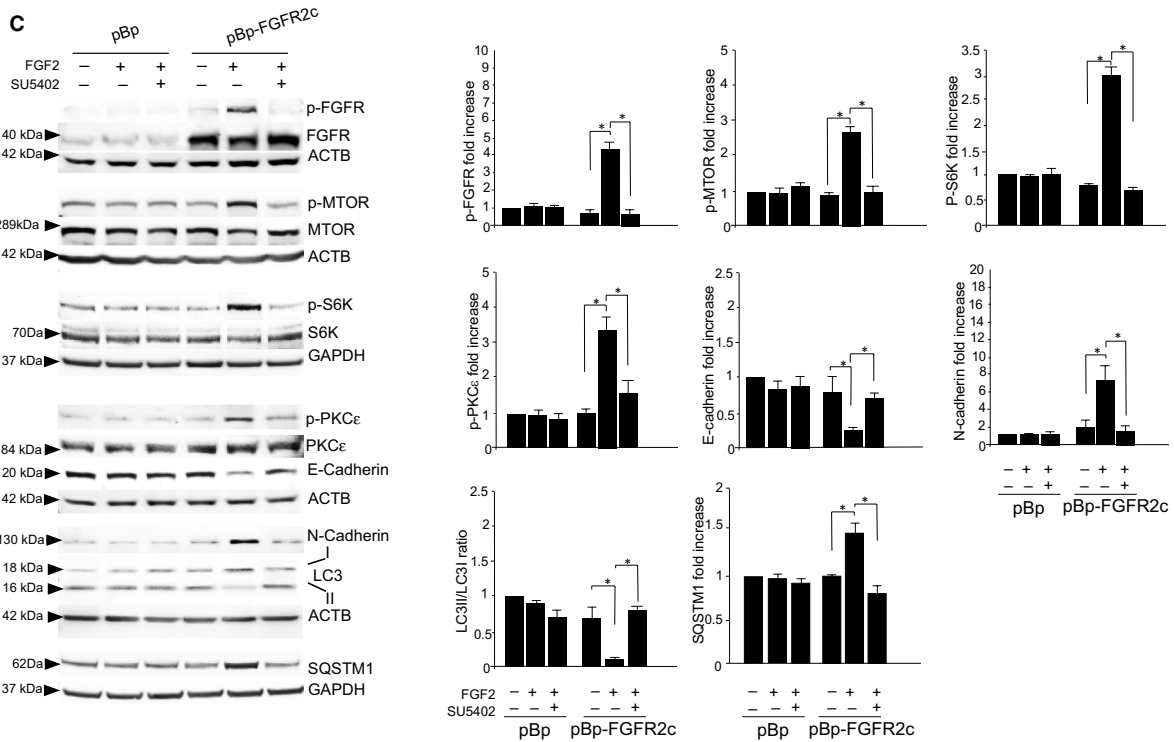 C
pBp pBp-FGFR2c
FGF2 – + + – + +
SU5402 – – + – – +
p-FGFR
40 kDa FGFR
42 kDa ACTB
p-MTOR
289kDa MTOR
42 kDa ACTB
p-S6K
70Da S6K
37 kDa GAPDH
p-PKCε
84 kDa PKCε
20 kDa E-Cadherin
42 kDa ACTB
130 kDa N-Cadherin
18 kDa I
LC3
16 kDa II
42 kDa ACTB
62Da SQSTM1
37 kDa GAPDH
p-FGFR fold increase
10
8
6
4
2
1
0
* *
p-MTOR fold increase
5
4
3
2
1
0
* *
P-S6K fold increase
3.5
3
2.5
2
1.5
1
0.5
0
* *
p-PKCε fold increase
5
4
3
2
1
0
* *
E-cadherin fold increase
2.5
2
1.5
1
0.5
0
* *
N-cadherin fold increase
20
18
16
14
12
10
8
6
4
2
0
* *
– + + – + +
– – + – – +
pBp pBp-FGFR2c
LC3II/LC3I ratio
2.5
2
1.5
1
0.5
0
* *
SQSTM1 fold increase
2
1.5
1
0.5
0
* *
FGF2 – + + – + + – + + – + +
SU5402 – – + – – + – – + – – +
pBp pBp-FGFR2c pBp pBp-FGFR2c